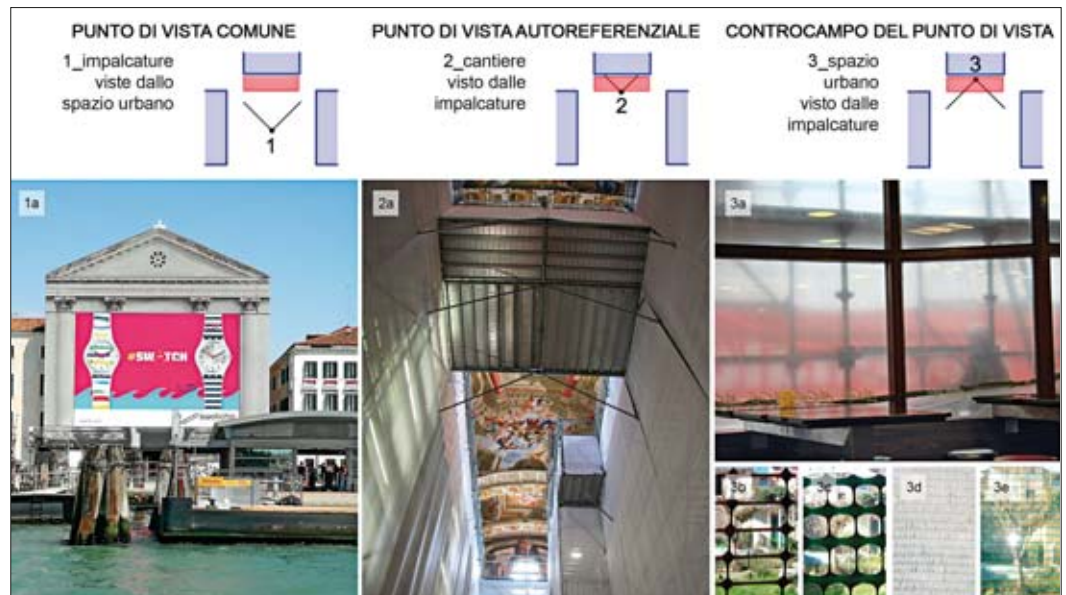 PUNTO DI VISTA COMUNE
1_impalcature
viste dallo
spazio urbano
1
PUNTO DI VISTA AUTOREFERENZIALE
2_cantiere
visto dalle
impalcature
2
CONTROCAMPO DEL PUNTO DI VISTA
3_spazio
urbano
visto dalle
impalcature
3
1a
#SW TCH
2a
3a
3b
3c
3d
3e